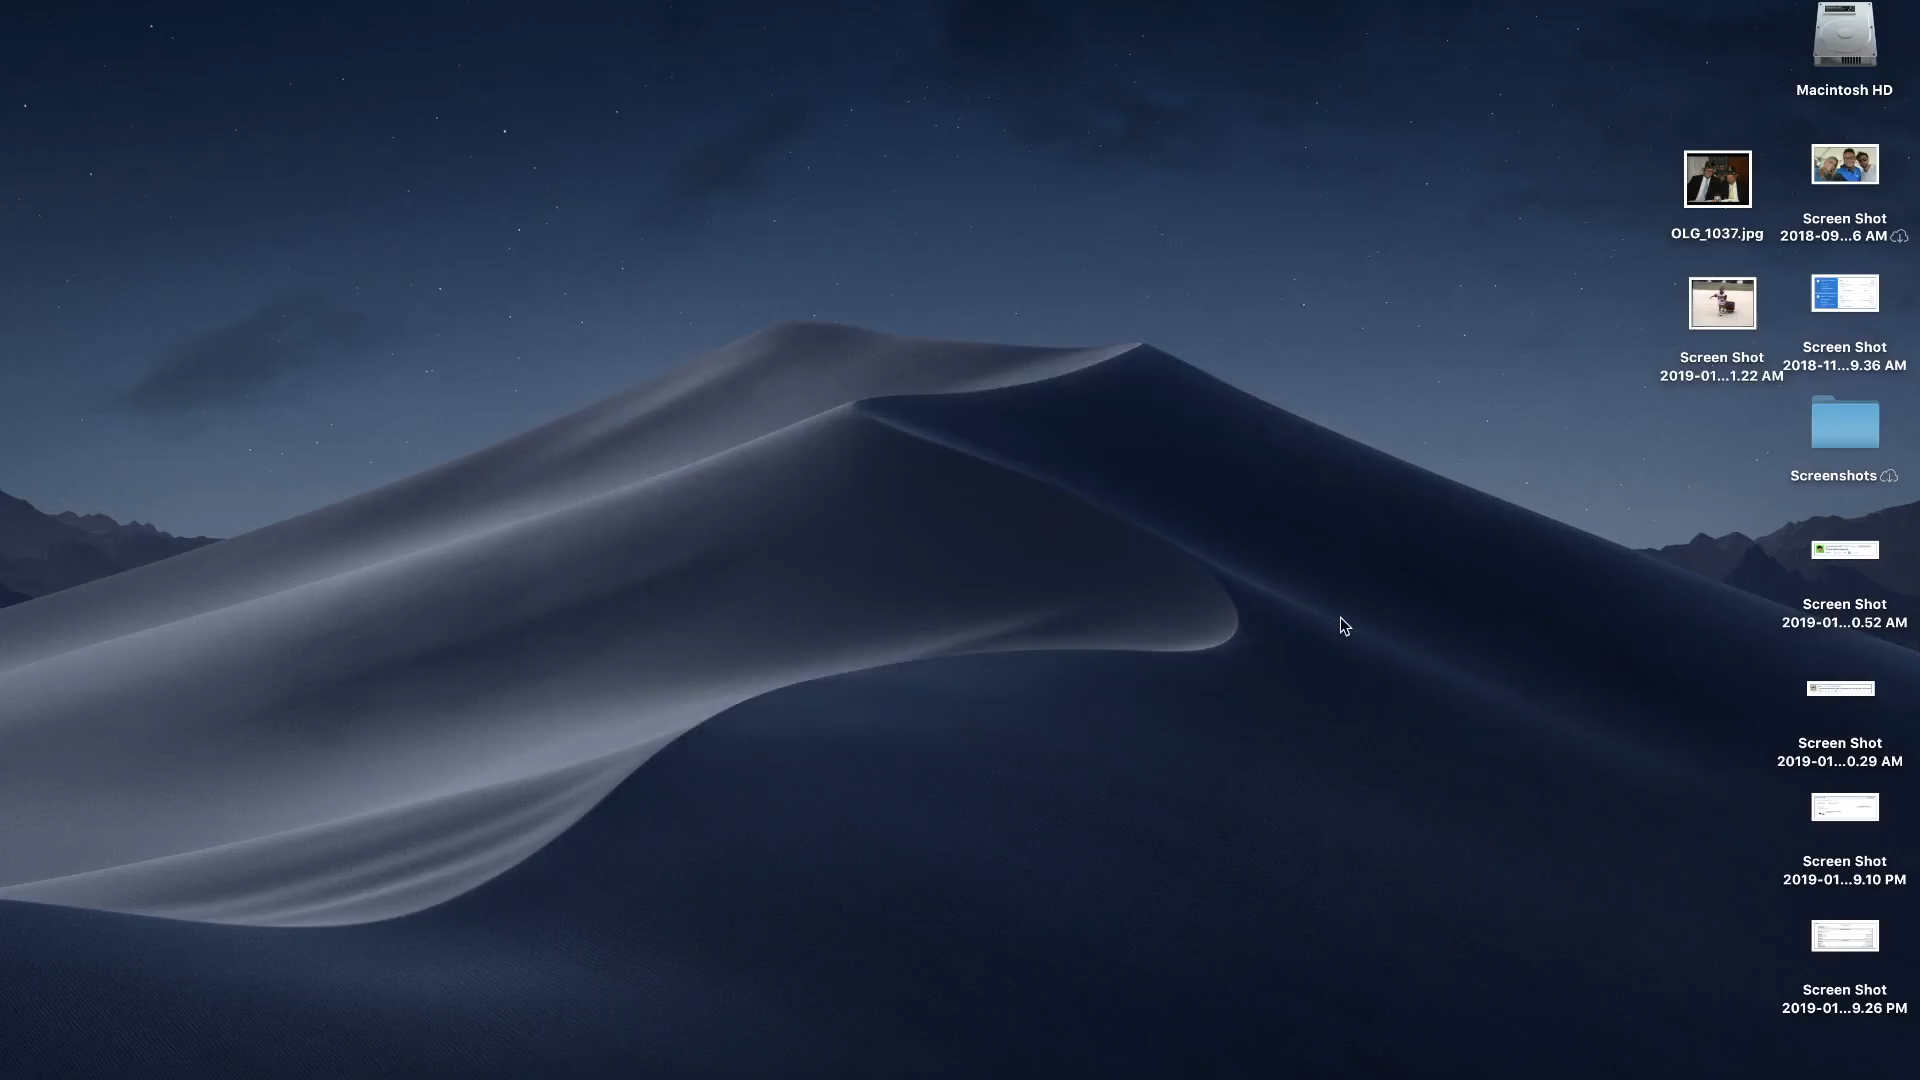 Macintosh HD
OLG_1037.jpg
Screen Shot
2018-09...6 AM
Screen Shot
2019-01...1.22 AM
Screen Shot
2018-11...9.36 AM
Screenshots
Screen Shot
2019-01...0.52 AM
Screen Shot
2019-01...0.29 AM
Screen Shot
2019-01...9.10 PM
Screen Shot
2019-01...9.26 PM